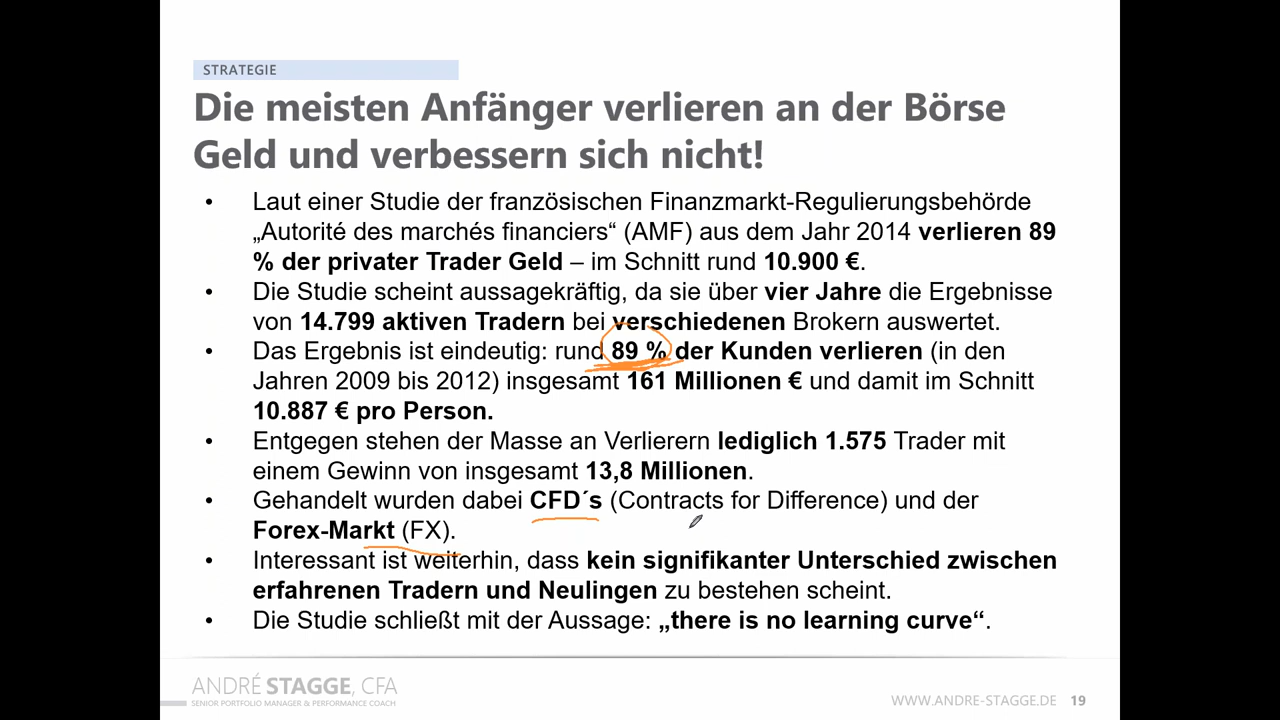 STRATEGIE
Die meisten Anfänger verlieren an der Börse
Geld und verbessern sich nicht!
• Laut einer Studie der französischen Finanzmarkt-Regulierungsbehörde
„Autorité des marchés financiers“ (AMF) aus dem Jahr 2014 verlieren 89
% der privater Trader Geld – im Schnitt rund 10.900 €.
• Die Studie scheint aussagekräftig, da sie über vier Jahre die Ergebnisse
von 14.799 aktiven Tradern bei verschiedenen Brokern auswertet.
• Das Ergebnis ist eindeutig: rund 89 % der Kunden verlieren (in den
Jahren 2009 bis 2012) insgesamt 161 Millionen € und damit im Schnitt
10.887 € pro Person.
• Entgegen stehen der Masse an Verlierern lediglich 1.575 Trader mit
einem Gewinn von insgesamt 13,8 Millionen.
• Gehandelt wurden dabei CFD´s (Contracts for Difference) und der
Forex-Markt (FX).
• Interessant ist weiterhin, dass kein signifikanter Unterschied zwischen
erfahrenen Tradern und Neulingen zu bestehen scheint.
• Die Studie schließt mit der Aussage: „there is no learning curve“.
ANDRÉ STAGGE, CFA
SENIOR PORTFOLIO MANAGER & PERFORMANCE COACH
WWW.ANDRE-STAGGE.DE 19